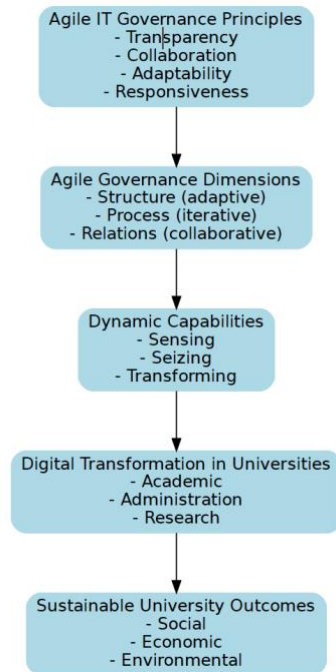 Agile IT Governance Principles
- Transparency
- Collaboration
- Adaptability
- Responsiveness
Agile Governance Dimensions
- Structure (adaptive)
- Process (iterative)
- Relations (collaborative)
Dynamic Capabilities
- Sensing
- Seizing
- Transforming
Digital Transformation in Universities
- Academic
- Administration
- Research
Sustainable University Outcomes
- Social
- Economic
- Environmental